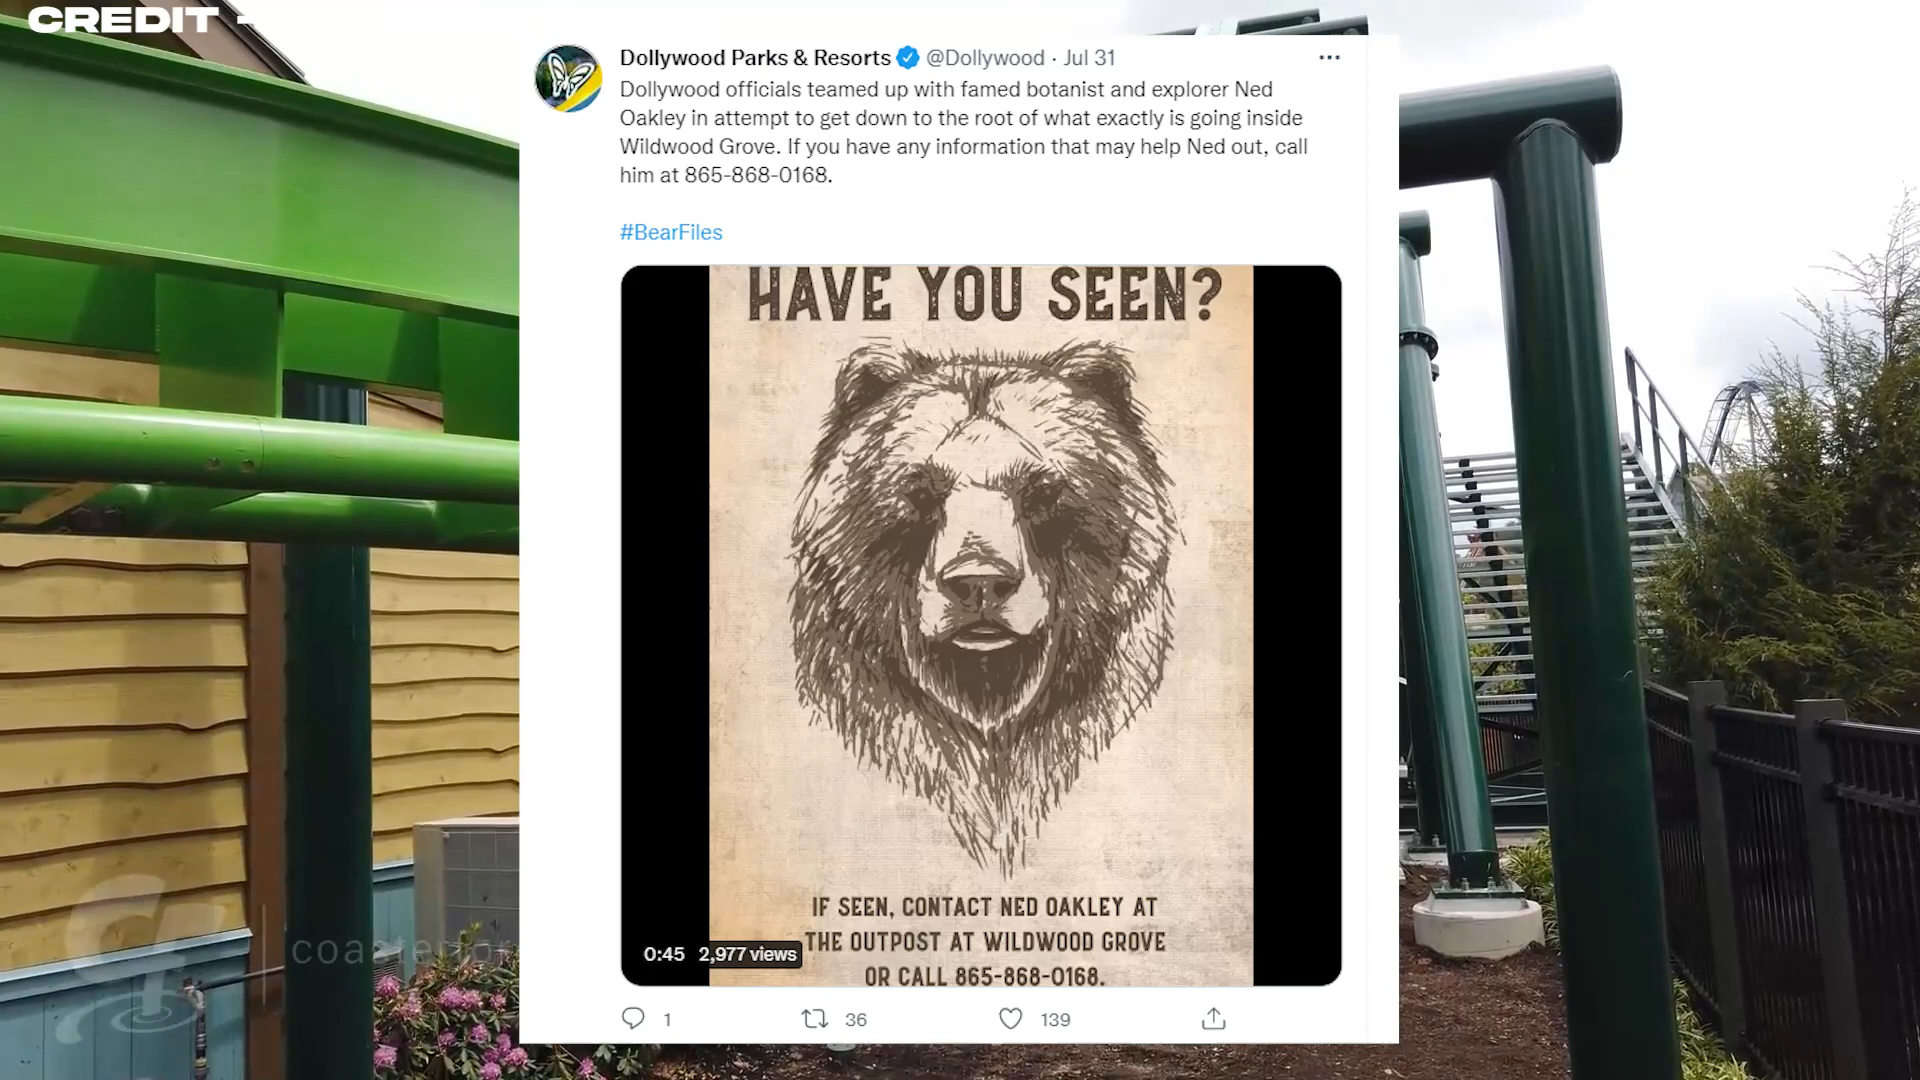 CREDIT -
Dollywood Parks & Resorts @Dollywood · Jul 31
Dollywood officials teamed up with famed botanist and explorer Ned
Oakley in attempt to get down to the root of what exactly is going inside
Wildwood Grove. If you have any information that may help Ned out, call
him at 865-868-0168.
#BearFiles
HAVE YOU SEEN?
IF SEEN, CONTACT NED OAKLEY AT
THE OUTPOST AT WILDWOOD GROVE
OR CALL 865-868-0168.
0:45 2,977 views
1 36 139